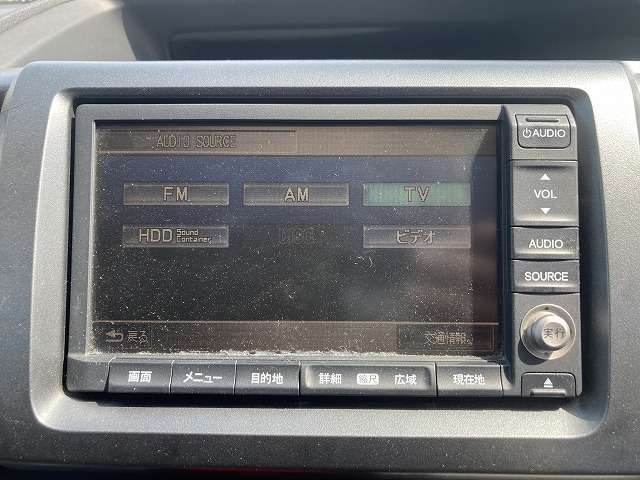 AUDIO SOURCE
FM AM TV
HDD Sound Container
DISC
ビデオ
戻る 交通情報
画面 メニュー 目的地 詳細 縮尺 広域 現在地
AUDIO
VOL
AUDIO
SOURCE
実行